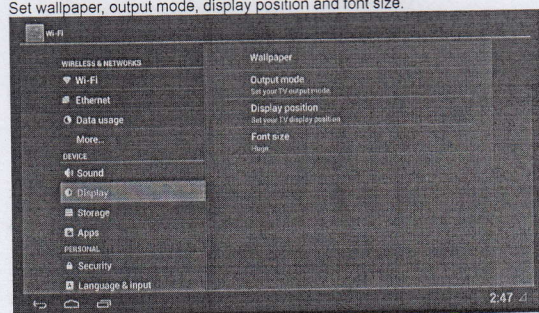 Set wallpaper, output mode, display position and font size.
Wi-Fi
WIRELESS & NETWORKS
Wi-Fi
Ethernet
Data usage
More...
DEVICE
Sound
Display
Storage
Apps
PERSONAL
Security
Language & input
Wallpaper
Output mode
Set your TV output mode
Display position
Set your TV display position
Font size
Huge
2:47